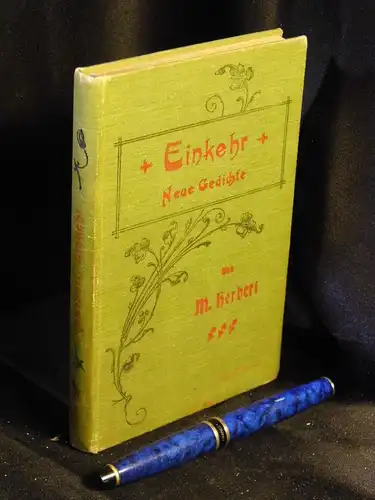 Einkehr
Neue Gedichte
von
M. Herbert